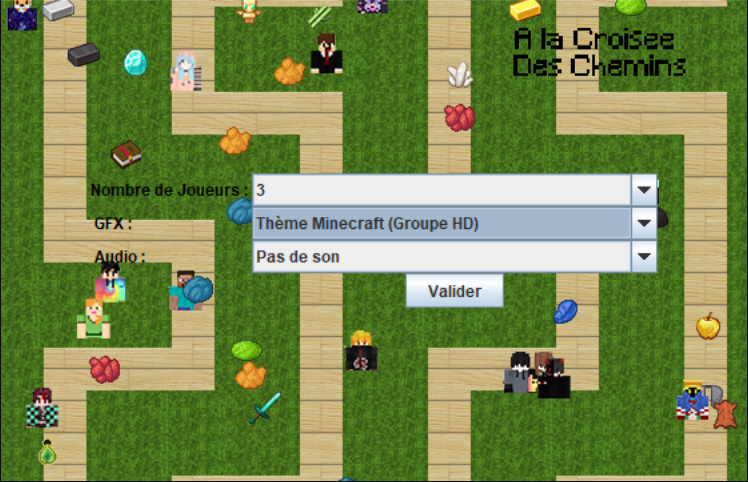 A la Croisee
Des Chemins
Nombre de Joueurs : 3
GFX : Thème Minecraft (Groupe HD)
Audio : Pas de son
Valider